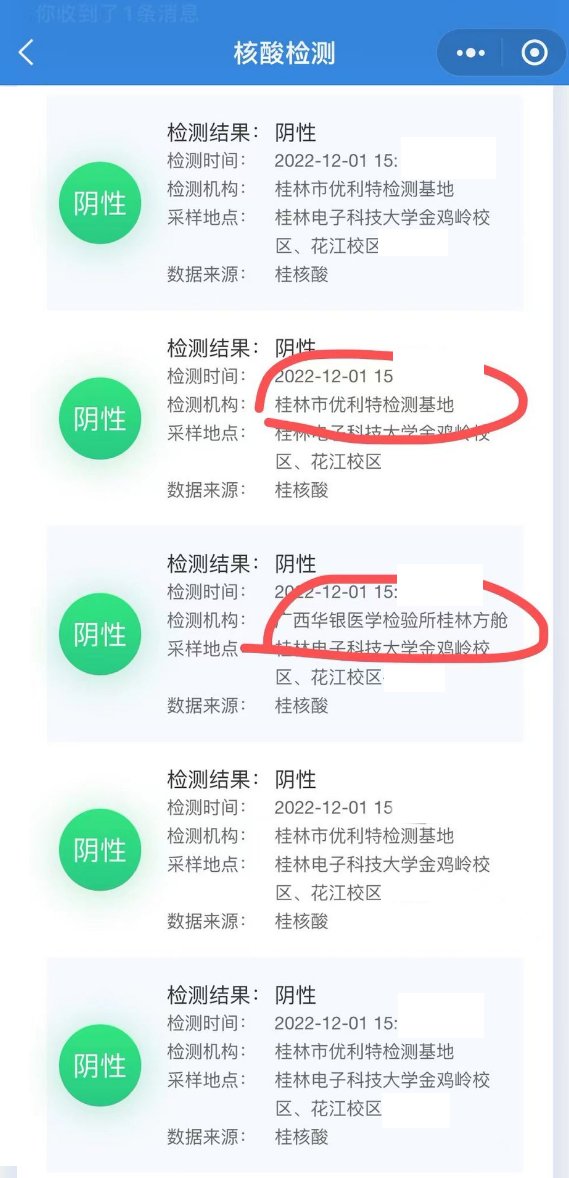 你收到了1条消息
核酸检测
阴性
检测结果：阴性
检测时间：2022-12-01 15:
检测机构：桂林市优利特检测基地
采样地点：桂林电子科技大学金鸡岭校
区、花江校区
数据来源：桂核酸
阴性
检测结果：阴性
检测时间：2022-12-01 15
检测机构：桂林市优利特检测基地
采样地点：桂林电子科技大学金鸡岭校
区、花江校区
数据来源：桂核酸
阴性
检测结果：阴性
检测时间：2022-12-01 15:
检测机构：广西华银医学检验所桂林方舱
采样地点：桂林电子科技大学金鸡岭校
区、花江校区
数据来源：桂核酸
阴性
检测结果：阴性
检测时间：2022-12-01 15
检测机构：桂林市优利特检测基地
采样地点：桂林电子科技大学金鸡岭校
区、花江校区
数据来源：桂核酸
阴性
检测结果：阴性
检测时间：2022-12-01 15:
检测机构：桂林市优利特检测基地
采样地点：桂林电子科技大学金鸡岭校
区、花江校区
数据来源：桂核酸